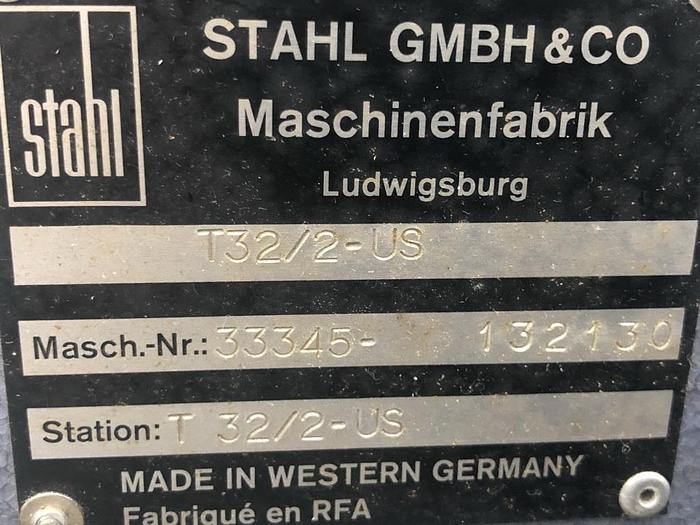 stahl
STAHL GMBH & CO
Maschinenfabrik
Ludwigsburg
T32/2-US
Masch.-Nr.: 33345- 132130
Station: T 32/2-US
MADE IN WESTERN GERMANY
Fabriqué en RFA